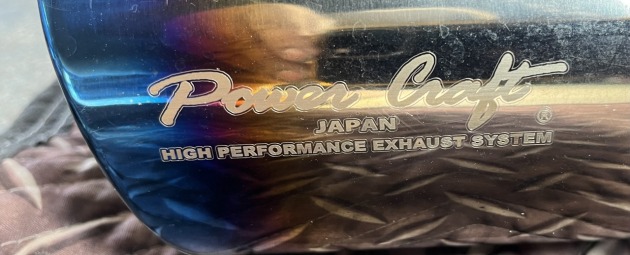 Power Craft
®
JAPAN
HIGH PERFORMANCE EXHAUST SYSTEM